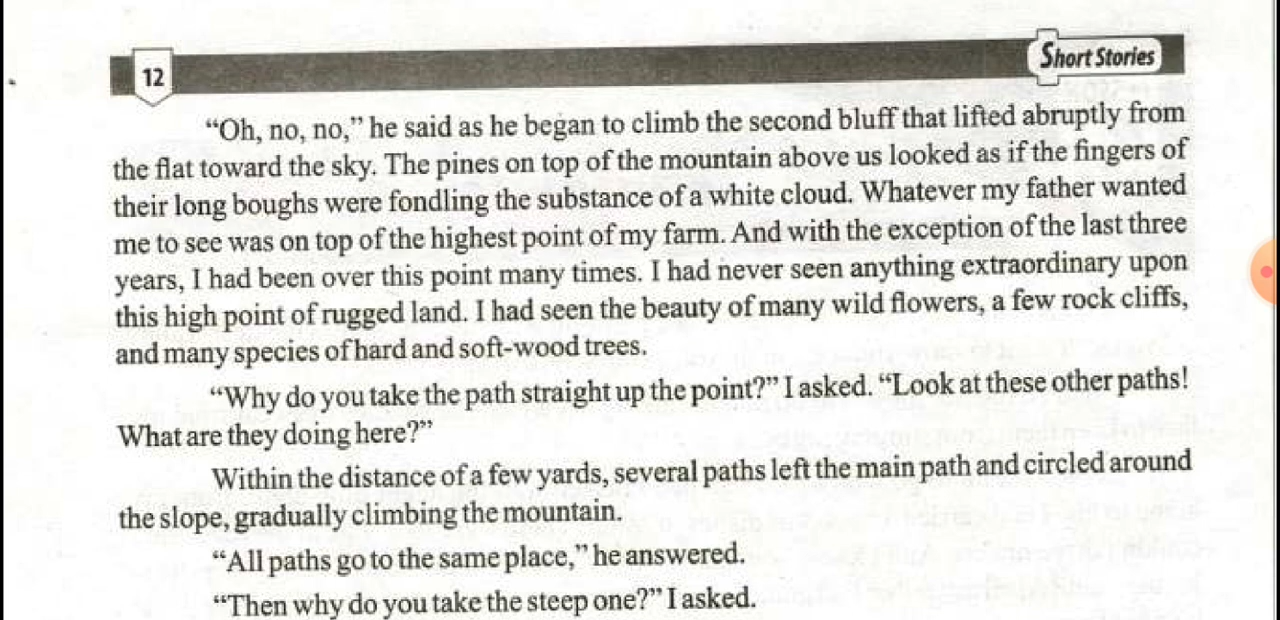 12
Short Stories
“Oh, no, no,” he said as he began to climb the second bluff that lifted abruptly from
the flat toward the sky. The pines on top of the mountain above us looked as if the fingers of
their long boughs were fondling the substance of a white cloud. Whatever my father wanted
me to see was on top of the highest point of my farm. And with the exception of the last three
years, I had been over this point many times. I had never seen anything extraordinary upon
this high point of rugged land. I had seen the beauty of many wild flowers, a few rock cliffs,
and many species of hard and soft-wood trees.
“Why do you take the path straight up the point?” I asked. “Look at these other paths!
What are they doing here?”
Within the distance of a few yards, several paths left the main path and circled around
the slope, gradually climbing the mountain.
“All paths go to the same place,” he answered.
“Then why do you take the steep one?” I asked.